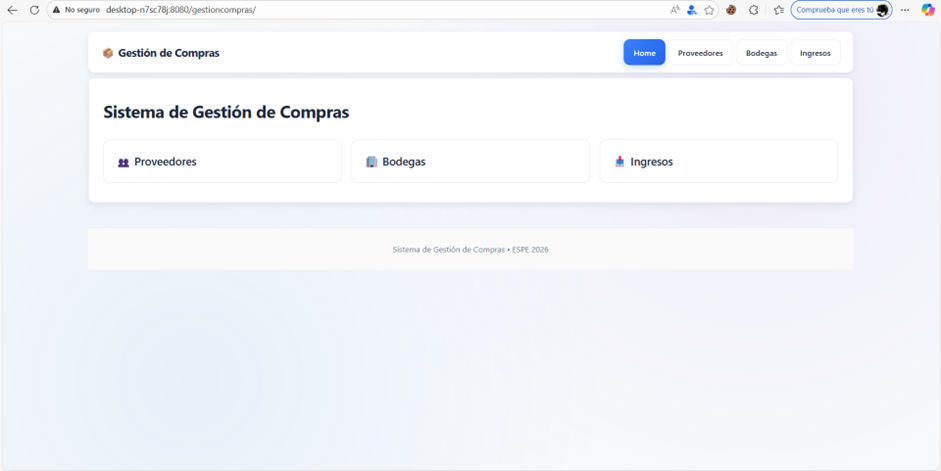 No seguro desktop-n7sc78j:8080/gestioncompras/ Comprueba que eres tú
Gestión de Compras Home Proveedores Bodegas Ingresos
Sistema de Gestión de Compras
Proveedores Bodegas Ingresos
Sistema de Gestión de Compras • ESPE 2026